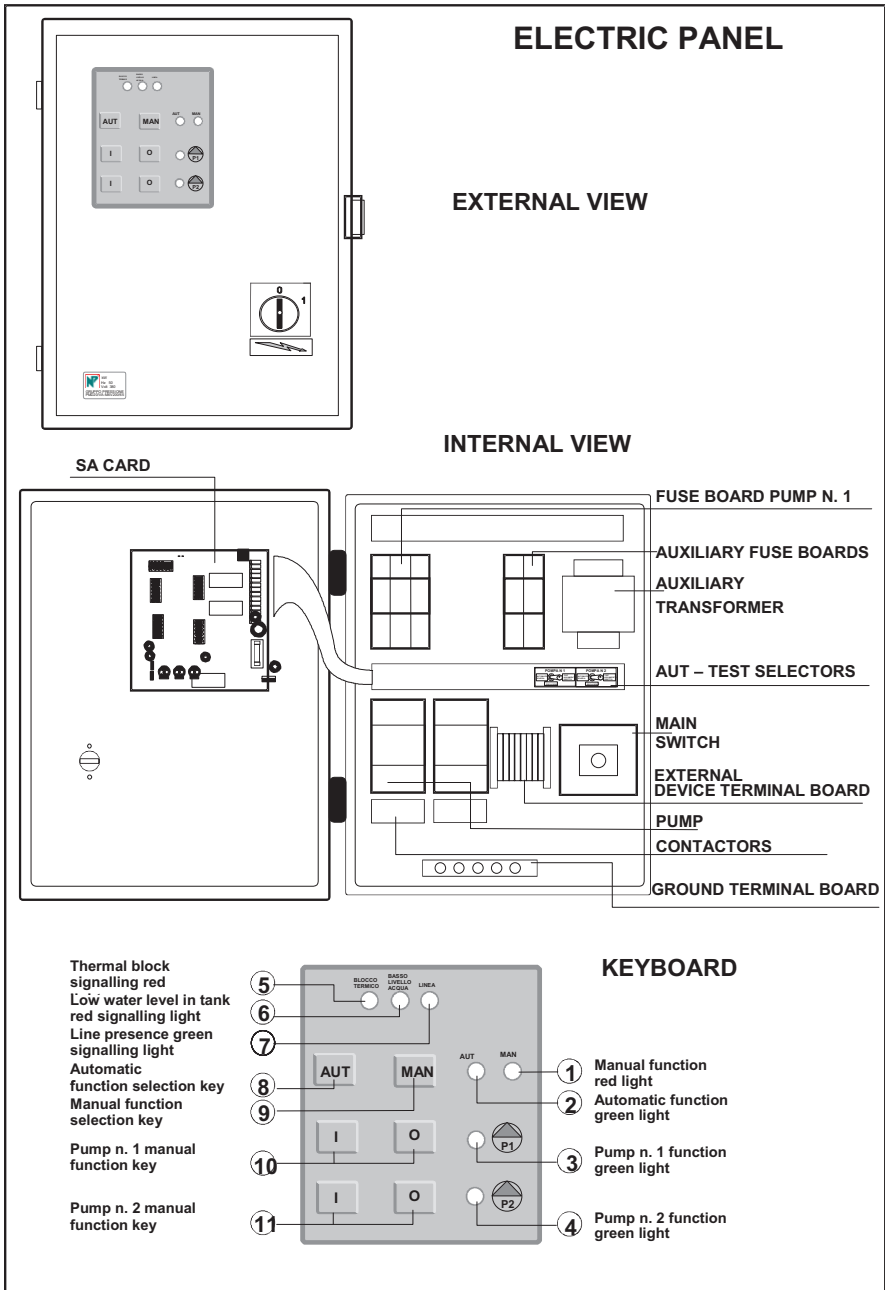 ELECTRIC PANEL
AUT
MAN
AUT
MAN
I
O
P1
I
O
P2
EXTERNAL VIEW
0
1
GRUPPO PRESSIONE
INTERNAL VIEW
SA CARD
FUSE BOARD PUMP N. 1
AUXILIARY FUSE BOARDS
AUXILIARY
TRANSFORMER
POMPA N 1
POMPA N 2
AUT – TEST SELECTORS
MAIN
SWITCH
EXTERNAL
DEVICE TERMINAL BOARD
PUMP
CONTACTORS
GROUND TERMINAL BOARD
KEYBOARD
Thermal block
signalling red
5
Low water level in tank
red signalling light
6
Line presence green
signalling light
7
Automatic
function selection key
8
Manual function
selection key
9
Pump n. 1 manual
function key
10
Pump n. 2 manual
function key
11
BLOCCO
TERMICO
BASSO
LIVELLO
ACQUA
LINEA
AUT
MAN
AUT
MAN
I
O
P1
I
O
P2
1
Manual function
red light
2
Automatic function
green light
3
Pump n. 1 function
green light
4
Pump n. 2 function
green light